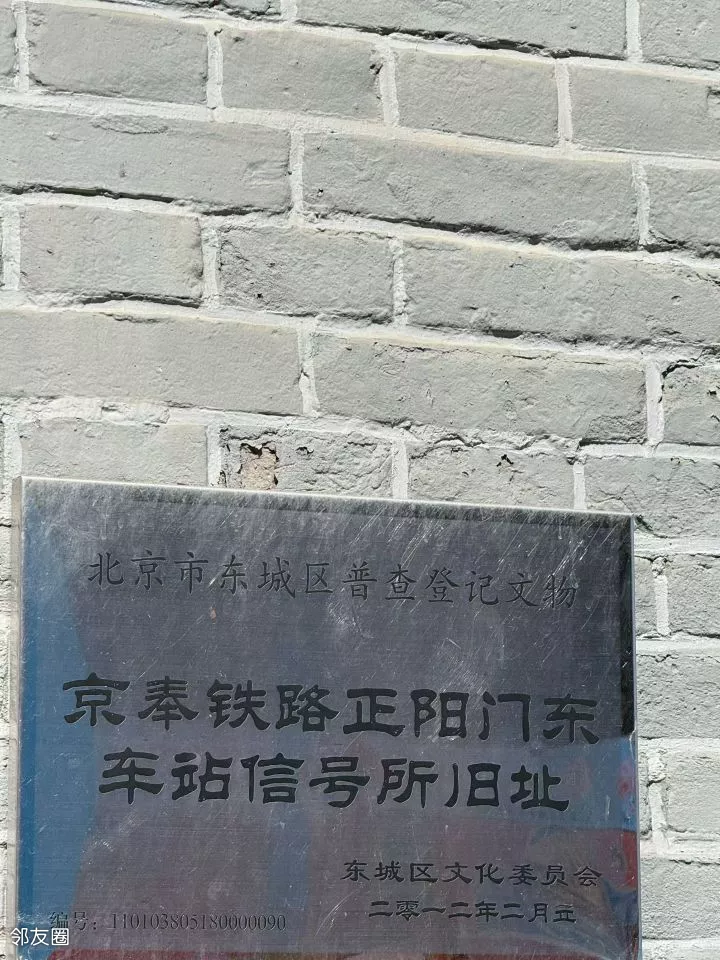 北京市东城区普查登记文物
京奉铁路正阳门东
车站信号所旧址
东城区文化委员会
二零一二年二月立
编号：110103805180000090
邻友圈